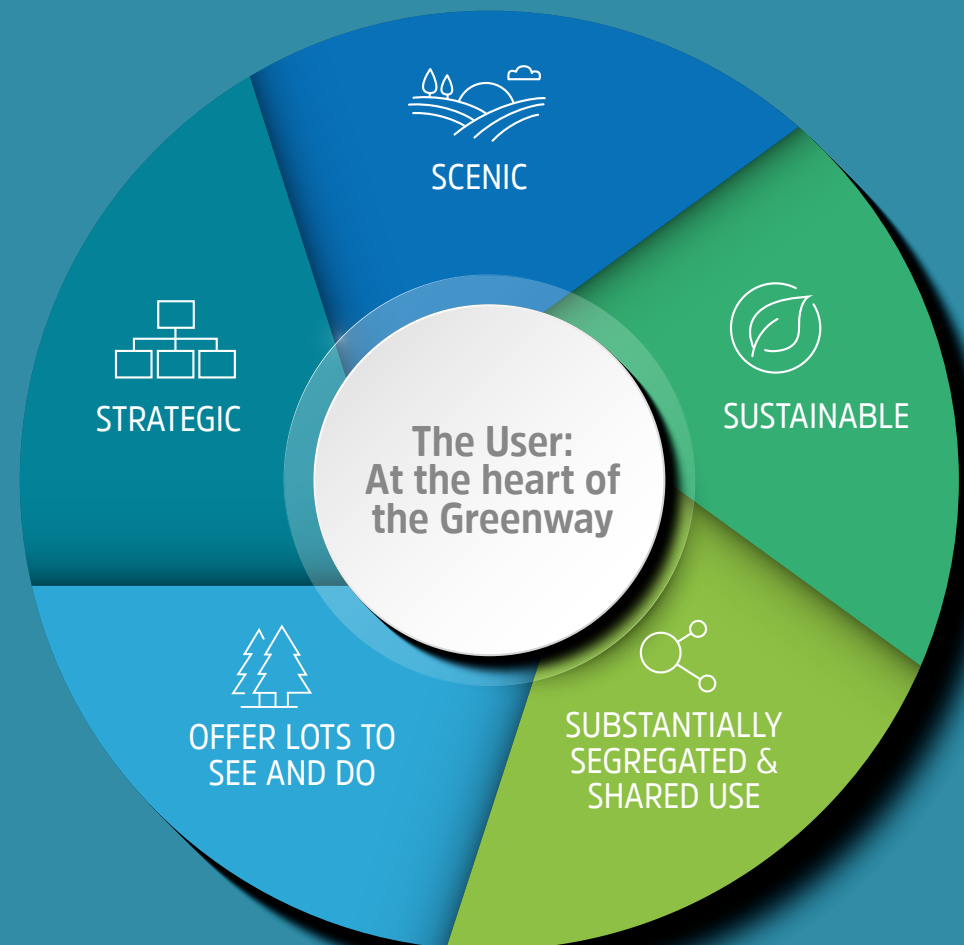 SCENIC
SUSTAINABLE
STRATEGIC
The User:
At the heart of
the Greenway
SUBSTANTIALLY
SEGREGATED &
SHARED USE
OFFER LOTS TO
SEE AND DO